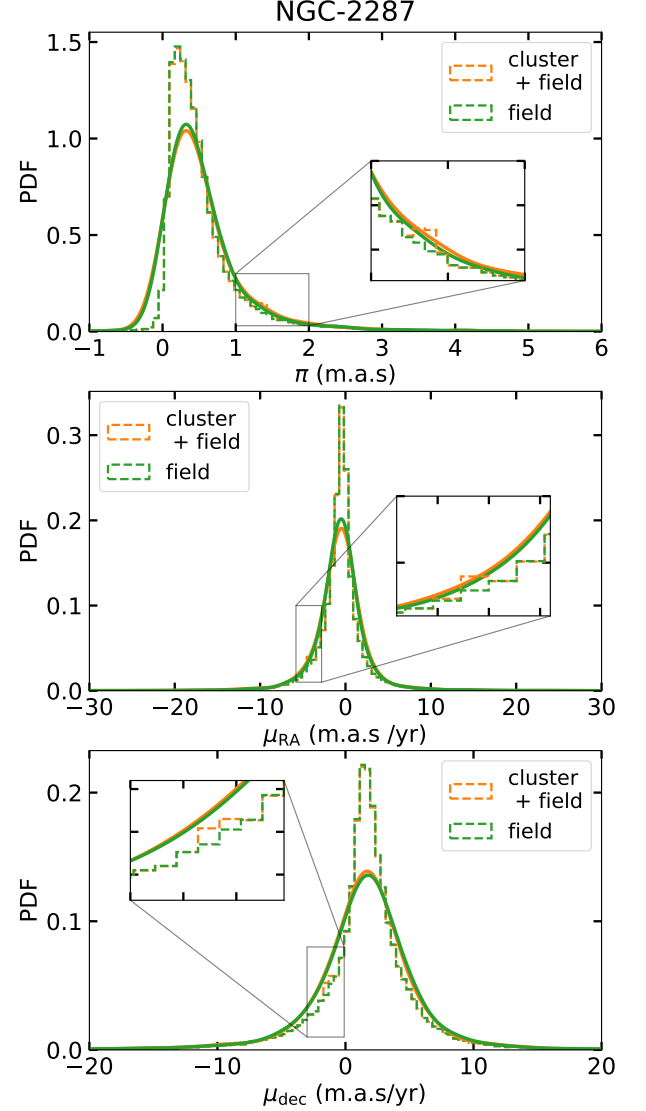 NGC-2287
1.5
1.0
0.5
0.0
PDF
cluster
+ field
field
−1 0 1 2 3 4 5 6
π (m.a.s)
0.3
0.2
0.1
0.0
PDF
cluster
+ field
field
−30 −20 −10 0 10 20 30
μRA (m.a.s /yr)
0.2
0.1
0.0
PDF
cluster
+ field
field
−20 −10 0 10 20
μdec (m.a.s/yr)